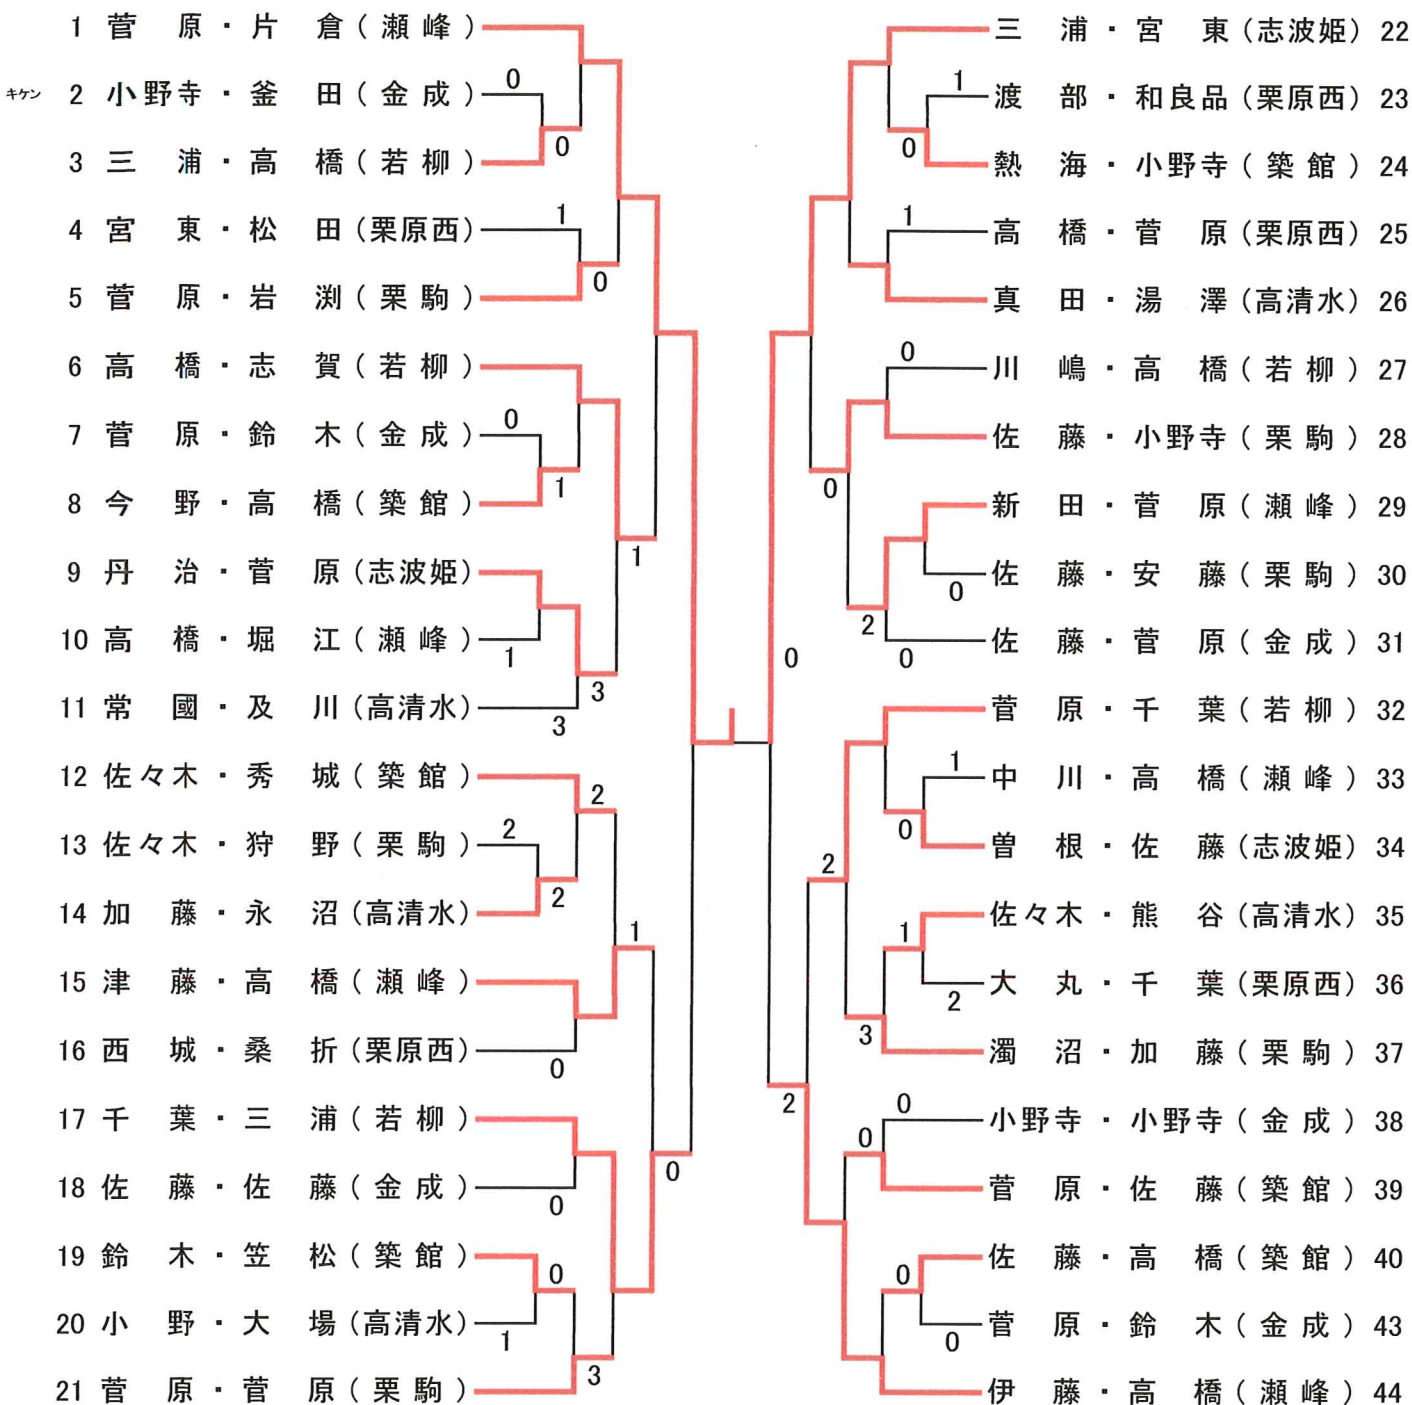 1 菅原・片倉（瀬峰）
0
キケン 2 小野寺・釜田（金成）
0
3 三浦・高橋（若柳）
1
4 宮東・松田（栗原西）
0
5 菅原・岩渕（栗駒）
6 高橋・志賀（若柳）
0
7 菅原・鈴木（金成）
1
8 今野・高橋（築館）
1
9 丹治・菅原（志波姫）
10 高橋・堀江（瀬峰）
1
3
11 常國・及川（高清水）
3
12 佐々木・秀城（築館）
2
2
13 佐々木・狩野（栗駒）
2
14 加藤・永沼（高清水）
1
15 津藤・高橋（瀬峰）
16 西城・桑折（栗原西）
0
17 千葉・三浦（若柳）
0
18 佐藤・佐藤（金成）
0
19 鈴木・笠松（築館）
0
20 小野・大場（高清水）
1
3
21 菅原・菅原（栗駒）
三浦・宮東（志波姫）22
1
渡部・和良品（栗原西）23
0
熱海・小野寺（築館）24
1
高橋・菅原（栗原西）25
真田・湯澤（高清水）26
0
川嶋・高橋（若柳）27
佐藤・小野寺（栗駒）28
0
新田・菅原（瀬峰）29
佐藤・安藤（栗駒）30
0
2
佐藤・菅原（金成）31
0
0
菅原・千葉（若柳）32
1
中川・高橋（瀬峰）33
0
曽根・佐藤（志波姫）34
2
佐々木・熊谷（高清水）35
1
大丸・千葉（栗原西）36
2
3
濁沼・加藤（栗駒）37
2
0
小野寺・小野寺（金成）38
0
菅原・佐藤（築館）39
佐藤・高橋（築館）40
0
菅原・鈴木（金成）43
0
伊藤・高橋（瀬峰）44